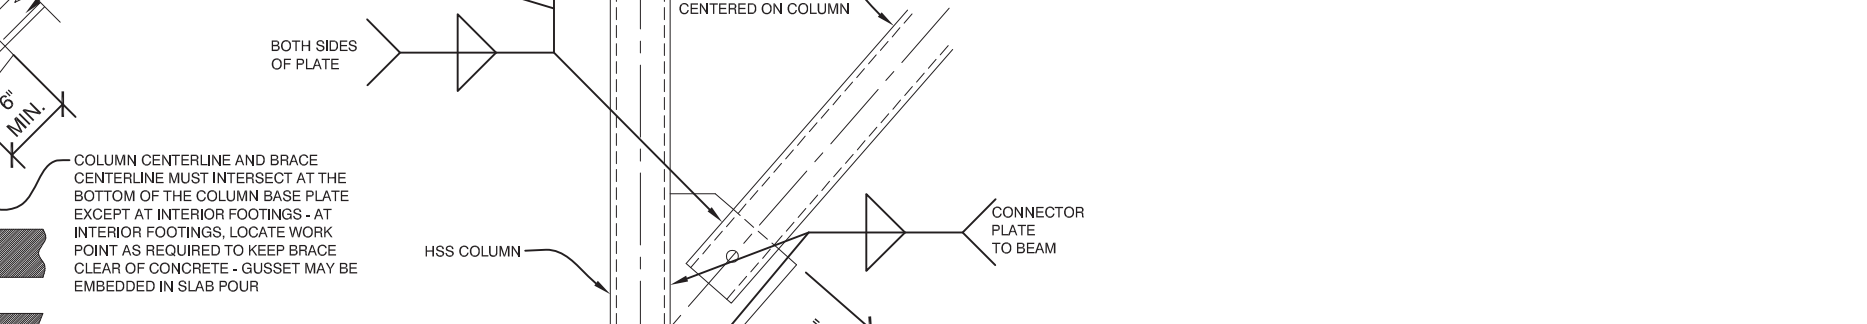 CENTERED ON COLUMN
BOTH SIDES
OF PLATE
6"
MIN.
COLUMN CENTERLINE AND BRACE
CENTERLINE MUST INTERSECT AT THE
BOTTOM OF THE COLUMN BASE PLATE
EXCEPT AT INTERIOR FOOTINGS - AT
INTERIOR FOOTINGS, LOCATE WORK
POINT AS REQUIRED TO KEEP BRACE
CLEAR OF CONCRETE - GUSSET MAY BE
EMBEDDED IN SLAB POUR
HSS COLUMN
CONNECTOR
PLATE
TO BEAM